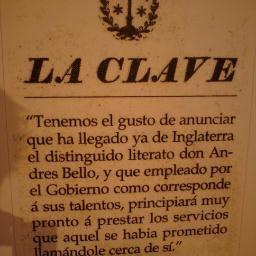 LA CLAVE
“Tenemos el gusto de anunciar
que ha llegado ya de Inglaterra
el distinguido literato don An-
dres Bello, y que empleado por
el Gobierno como corresponde
á sus talentos, principiará muy
pronto á prestar los servicios
que aquel se habia prometido
llamándole cerca de sí.”